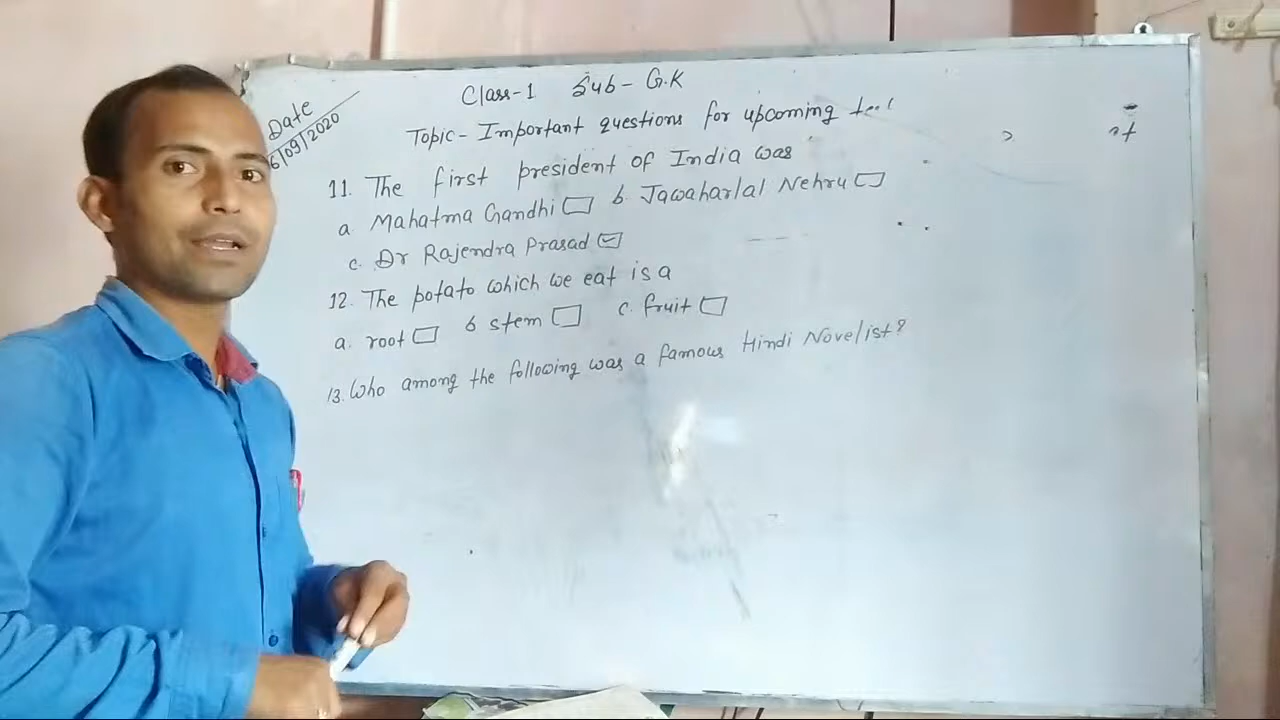 Class-1 Sub- G.K
Date
6/09/2020
Topic- Important questions for upcoming
11. The first president of India was
a. Mahatma Gandhi b. Jawaharlal Nehru
c. Dr Rajendra Prasad
12. The potato which we eat is a
a. root b stem c. fruit
13. Who among the following was a famous Hindi Novelist?